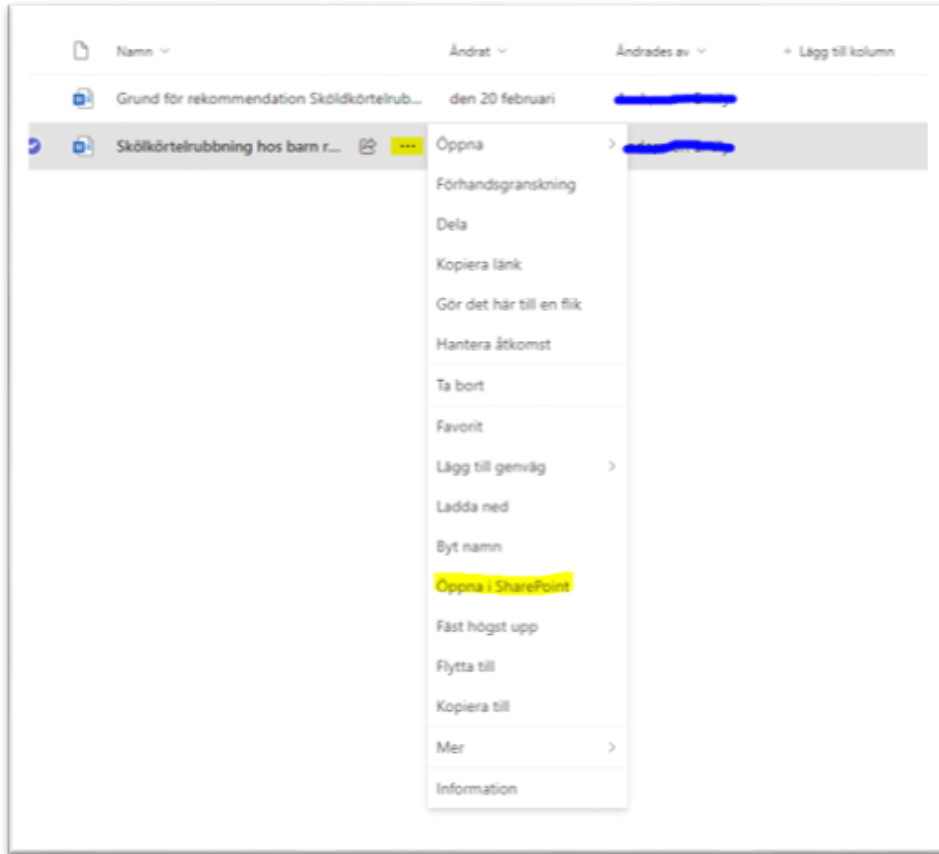 Namn Ändrat Ändrades av + Lägg till kolumn
Grund för rekommendation Sköldkörtelrub... den 20 februari
Skölkörtelrubbning hos barn r... ...
Öppna
Förhandsgranskning
Dela
Kopiera länk
Gör det här till en flik
Hantera åtkomst
Ta bort
Favorit
Lägg till genväg
Ladda ned
Byt namn
Öppna i SharePoint
Fäst högst upp
Flytta till
Kopiera till
Mer
Information